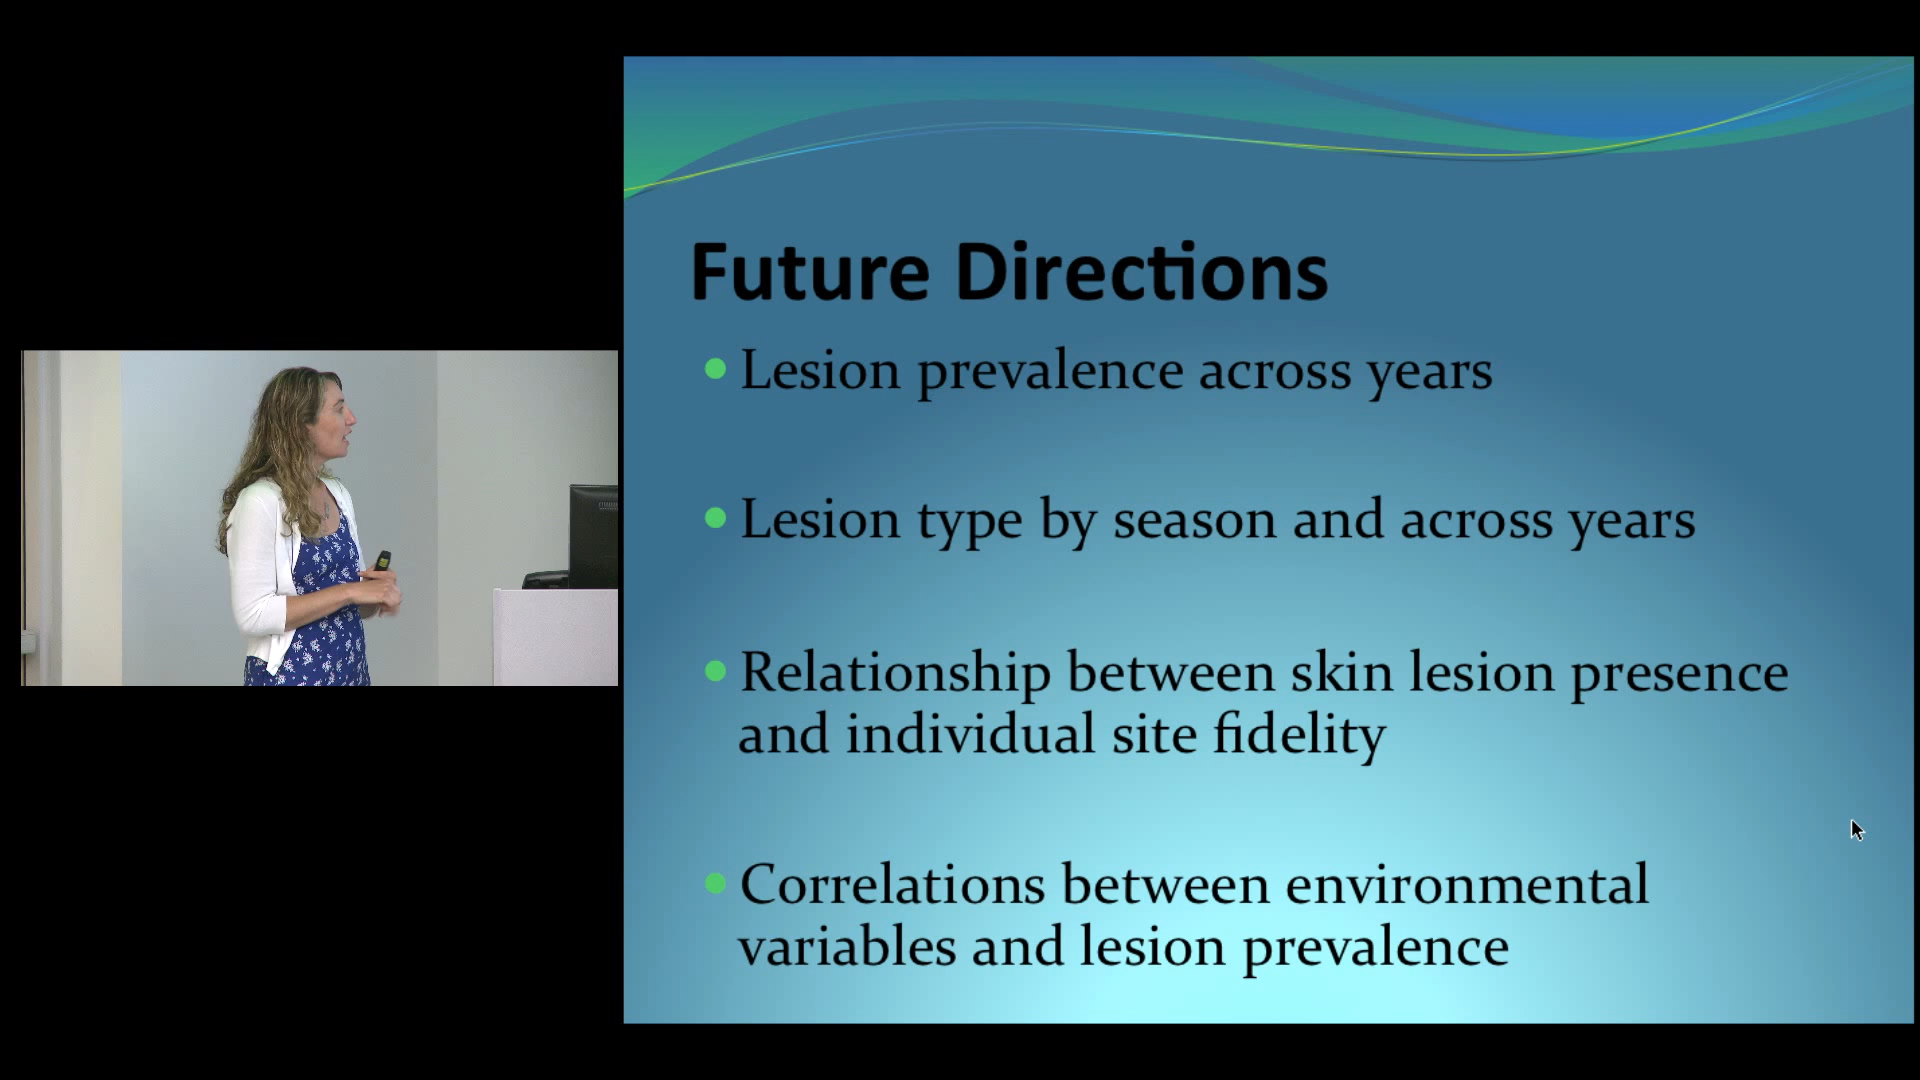 Future Directions
Lesion prevalence across years
Lesion type by season and across years
Relationship between skin lesion presence
and individual site fidelity
Correlations between environmental
variables and lesion prevalence